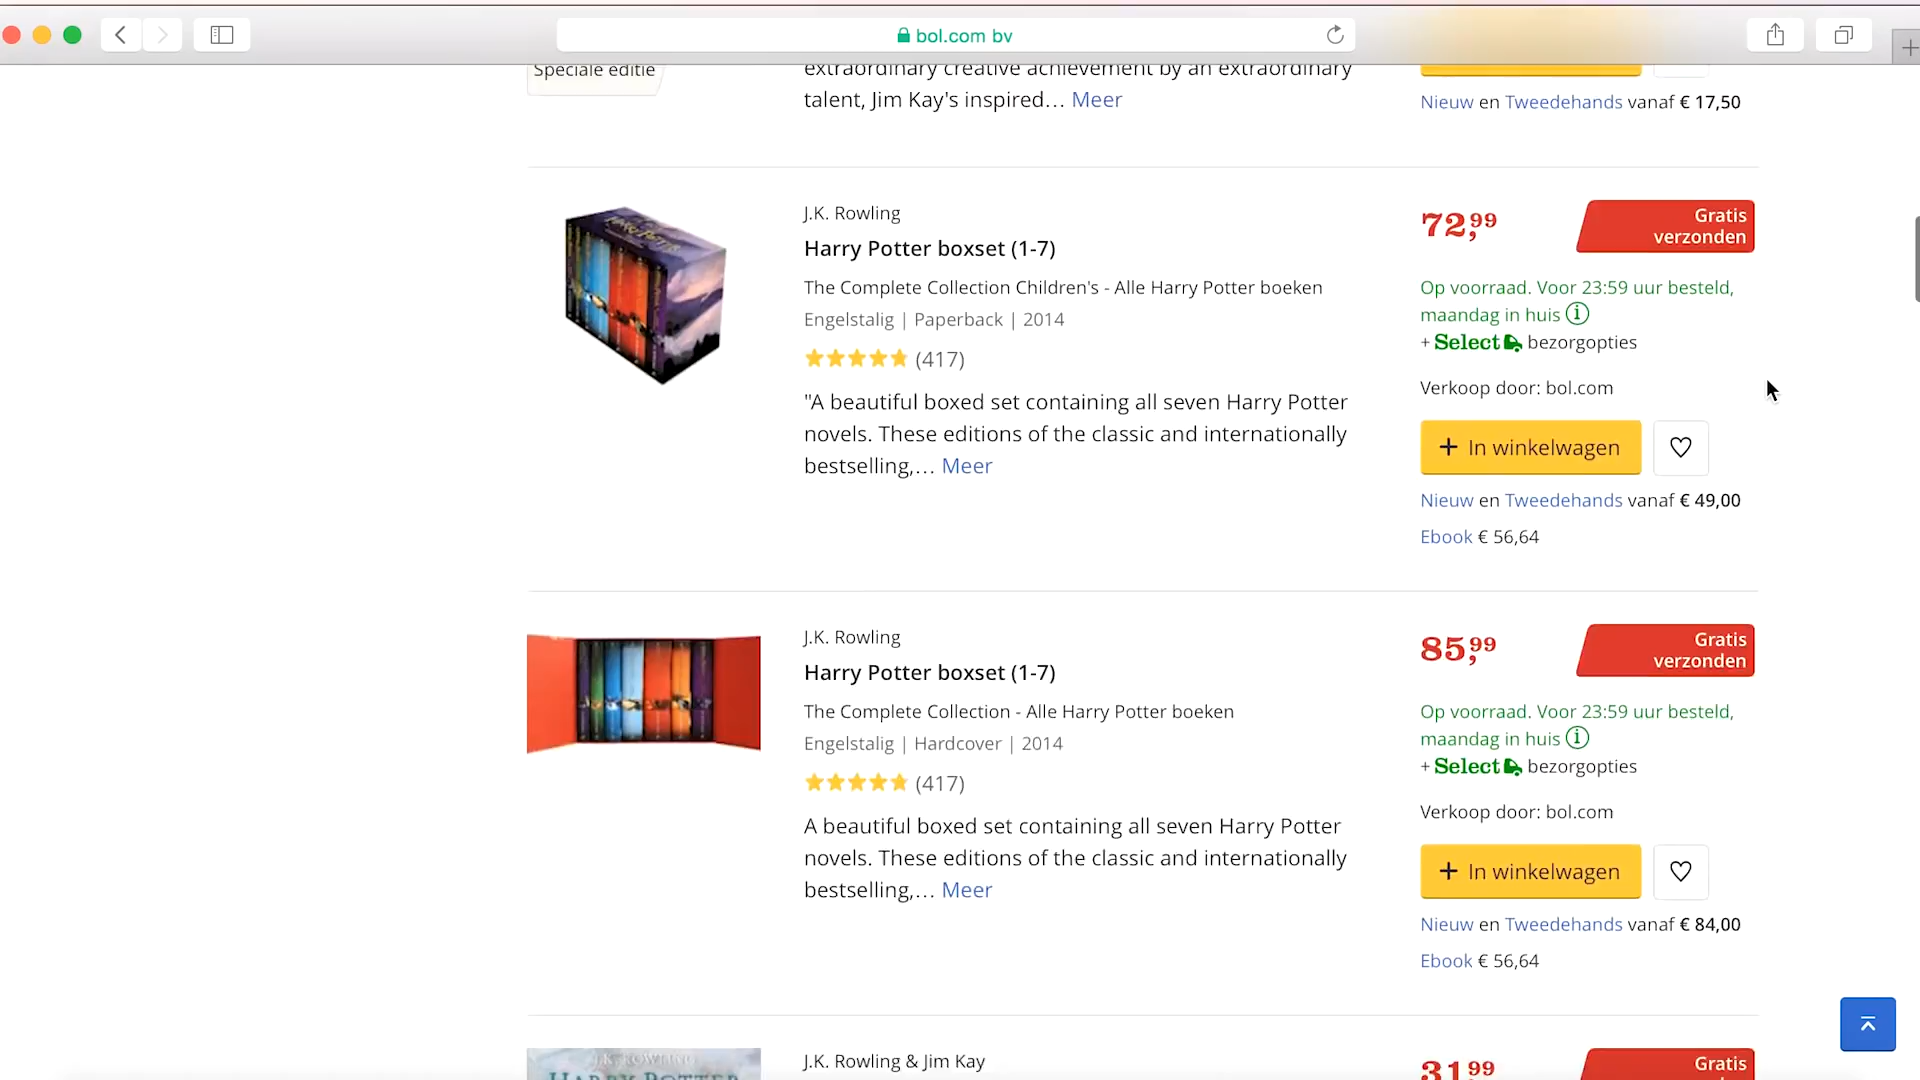 bol.com bv
Speciale editie
extraordinary creative achievement by an extraordinary
talent, Jim Kay's inspired... Meer
Nieuw en Tweedehands vanaf € 17,50
J.K. Rowling
Harry Potter boxset (1-7)
The Complete Collection Children's - Alle Harry Potter boeken
Engelstalig | Paperback | 2014
(417)
"A beautiful boxed set containing all seven Harry Potter
novels. These editions of the classic and internationally
bestselling,... Meer
72,99
Gratis
verzonden
Op voorraad. Voor 23:59 uur besteld,
maandag in huis
+ Select bezorgopties
Verkoop door: bol.com
+ In winkelwagen
Nieuw en Tweedehands vanaf € 49,00
Ebook € 56,64
J.K. Rowling
Harry Potter boxset (1-7)
The Complete Collection - Alle Harry Potter boeken
Engelstalig | Hardcover | 2014
(417)
A beautiful boxed set containing all seven Harry Potter
novels. These editions of the classic and internationally
bestselling,... Meer
85,99
Gratis
verzonden
Op voorraad. Voor 23:59 uur besteld,
maandag in huis
+ Select bezorgopties
Verkoop door: bol.com
+ In winkelwagen
Nieuw en Tweedehands vanaf € 84,00
Ebook € 56,64
J.K. ROWLING
HARRY POTTER
J.K. Rowling & Jim Kay
31,99
Gratis